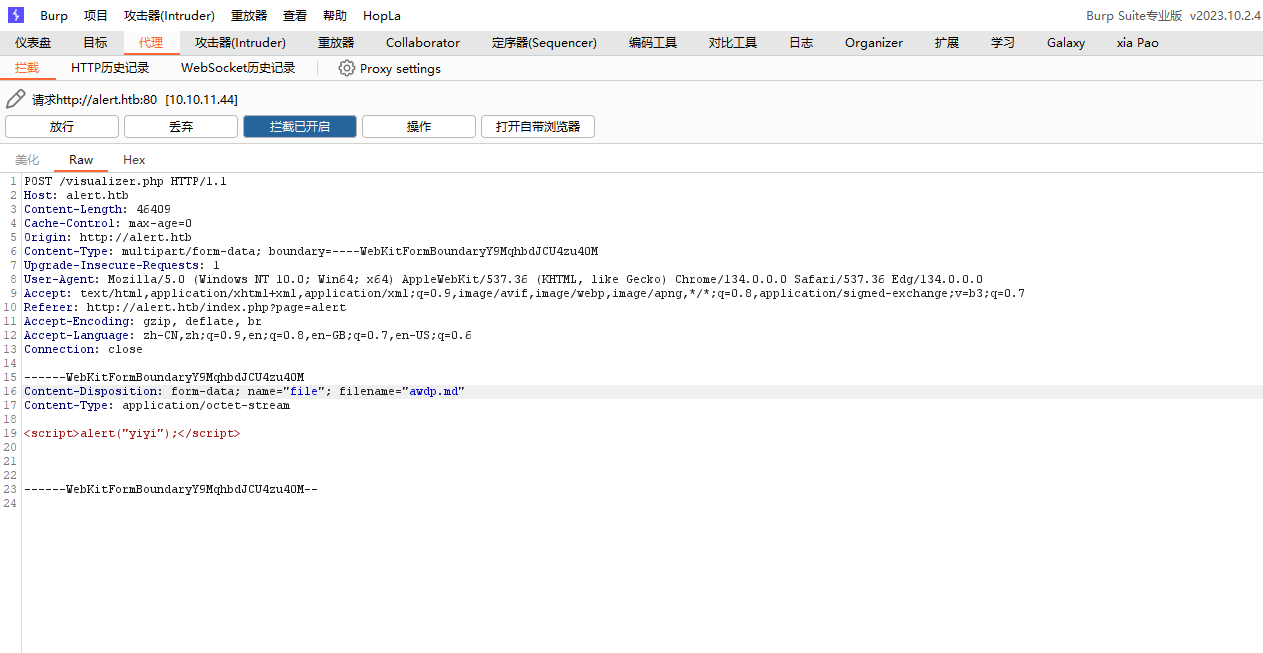 Burp 项目 攻击器(Intruder) 重放器 查看 帮助 HopLa Burp Suite专业版 v2023.10.2.4
仪表盘 目标 代理 攻击器(Intruder) 重放器 Collaborator 定序器(Sequencer) 编码工具 对比工具 日志 Organizer 扩展 学习 Galaxy xia Pao
拦截 HTTP历史记录 WebSocket历史记录 Proxy settings
请求http://alert.htb:80 [10.10.11.44]
放行 丢弃 拦截已开启 操作 打开自带浏览器
美化 Raw Hex
1 POST /visualizer.php HTTP/1.1
2 Host: alert.htb
3 Content-Length: 46409
4 Cache-Control: max-age=0
5 Origin: http://alert.htb
6 Content-Type: multipart/form-data; boundary=----WebKitFormBoundaryY9MqhbdJCU4zu4OM
7 Upgrade-Insecure-Requests: 1
8 User-Agent: Mozilla/5.0 (Windows NT 10.0; Win64; x64) AppleWebKit/537.36 (KHTML, like Gecko) Chrome/134.0.0.0 Safari/537.36 Edg/134.0.0.0
9 Accept: text/html,application/xhtml+xml,application/xml;q=0.9,image/avif,image/webp,image/apng,*/*;q=0.8,application/signed-exchange;v=b3;q=0.7
10 Referer: http://alert.htb/index.php?page=alert
11 Accept-Encoding: gzip, deflate, br
12 Accept-Language: zh-CN,zh;q=0.9,en;q=0.8,en-GB;q=0.7,en-US;q=0.6
13 Connection: close
14
15 ------WebKitFormBoundaryY9MqhbdJCU4zu4OM
16 Content-Disposition: form-data; name="file"; filename="awdp.md"
17 Content-Type: application/octet-stream
18
19 <script>alert("yiyi");</script>
20
21
22
23 ------WebKitFormBoundaryY9MqhbdJCU4zu4OM--
24